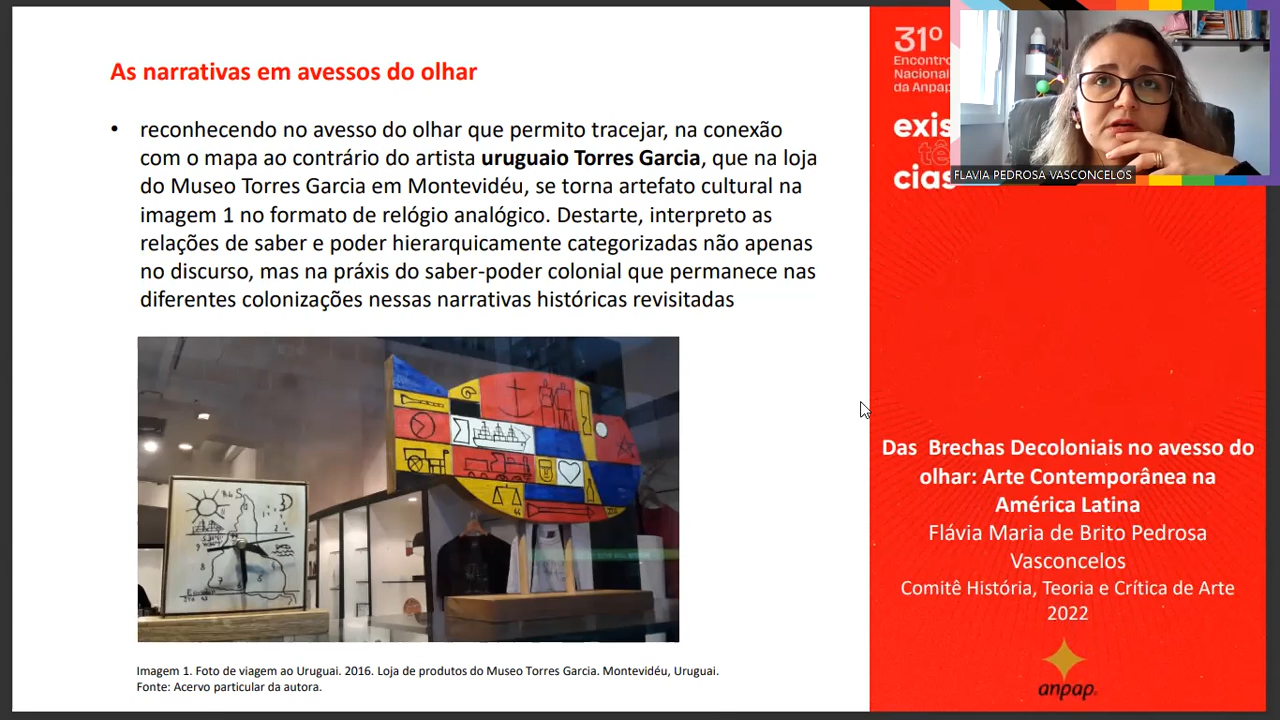 As narrativas em avessos do olhar
• reconhecendo no avesso do olhar que permito tracejar, na conexão
com o mapa ao contrário do artista uruguaio Torres Garcia, que na loja
do Museo Torres Garcia em Montevidéu, se torna artefato cultural na
imagem 1 no formato de relógio analógico. Destarte, interpreto as
relações de saber e poder hierarquicamente categorizadas não apenas
no discurso, mas na práxis do saber-poder colonial que permanece nas
diferentes colonizações nessas narrativas históricas revisitadas
Imagem 1. Foto de viagem ao Uruguai. 2016. Loja de produtos do Museo Torres Garcia. Montevidéu, Uruguai.
Fonte: Acervo particular da autora.
31º
Encontro
Nacional
da Anpap
exis
tê
cias
FLAVIA PEDROSA VASCONCELOS
Das Brechas Decoloniais no avesso do
olhar: Arte Contemporânea na
América Latina
Flávia Maria de Brito Pedrosa
Vasconcelos
Comitê História, Teoria e Crítica de Arte
2022
anpap